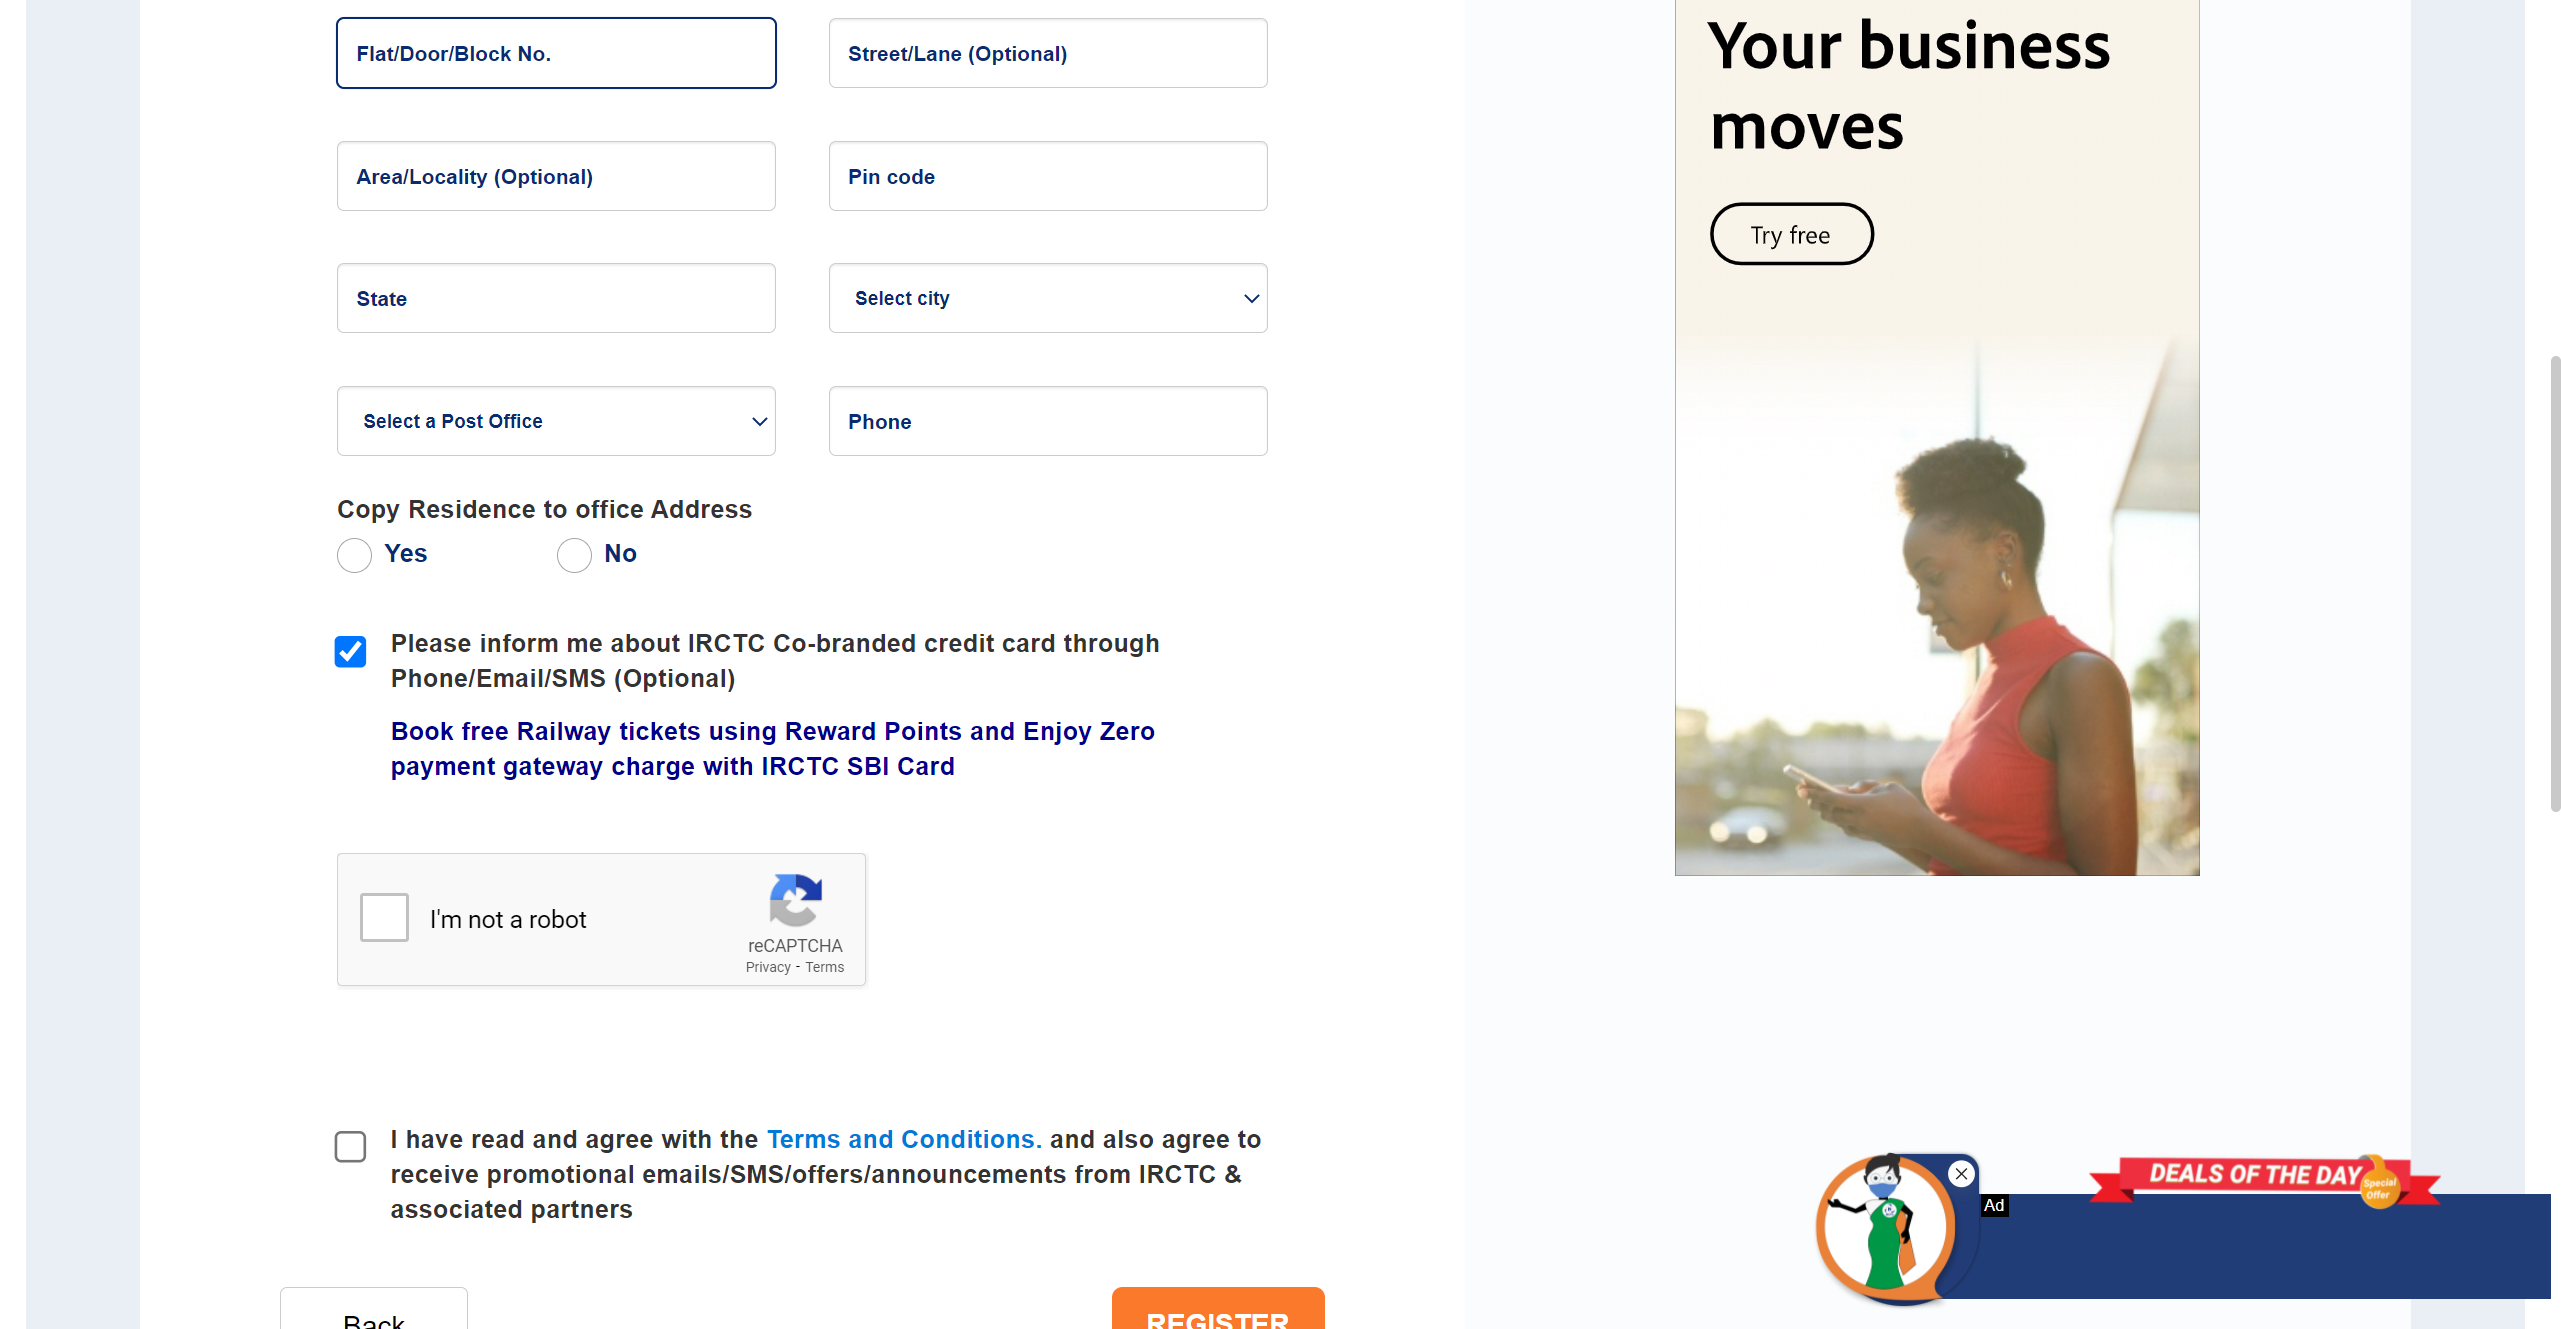 Flat/Door/Block No.
Street/Lane (Optional)
Area/Locality (Optional)
Pin code
State
Select city
Select a Post Office
Phone
Copy Residence to office Address
Yes
No
Please inform me about IRCTC Co-branded credit card through
Phone/Email/SMS (Optional)
Book free Railway tickets using Reward Points and Enjoy Zero
payment gateway charge with IRCTC SBI Card
I'm not a robot
reCAPTCHA
Privacy - Terms
I have read and agree with the Terms and Conditions. and also agree to
receive promotional emails/SMS/offers/announcements from IRCTC &
associated partners
Back
REGISTER
Your business
moves
Try free
DEALS OF THE DAY
Special
Offer
Ad